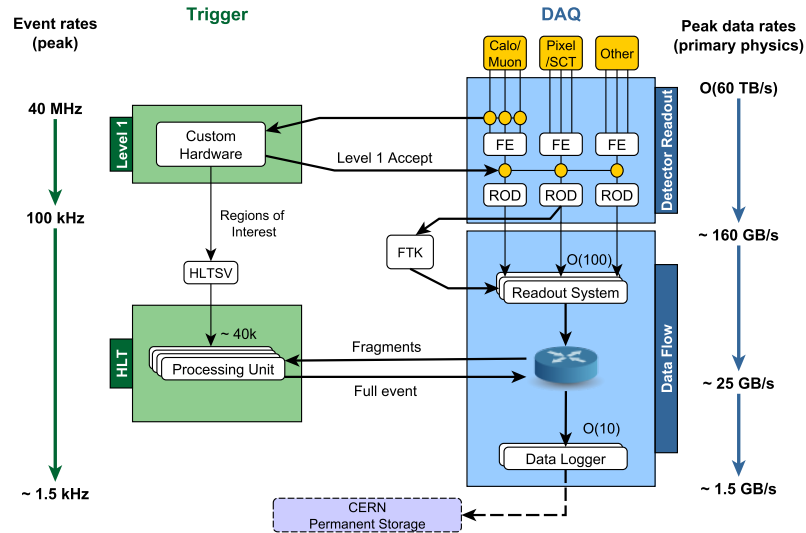 Event rates
(peak)
Trigger
DAQ
Peak data rates
(primary physics)
Calo/
Muon
Pixel
/SCT
Other
40 MHz
O(60 TB/s)
Level 1
Custom
Hardware
FE
FE
FE
Detector Readout
Level 1 Accept
ROD
ROD
ROD
100 kHz
Regions of
Interest
~ 160 GB/s
FTK
O(100)
HLTSV
Readout System
~ 40k
HLT
Processing Unit
Fragments
Full event
Data Flow
~ 25 GB/s
O(10)
Data Logger
~ 1.5 kHz
~ 1.5 GB/s
CERN
Permanent Storage